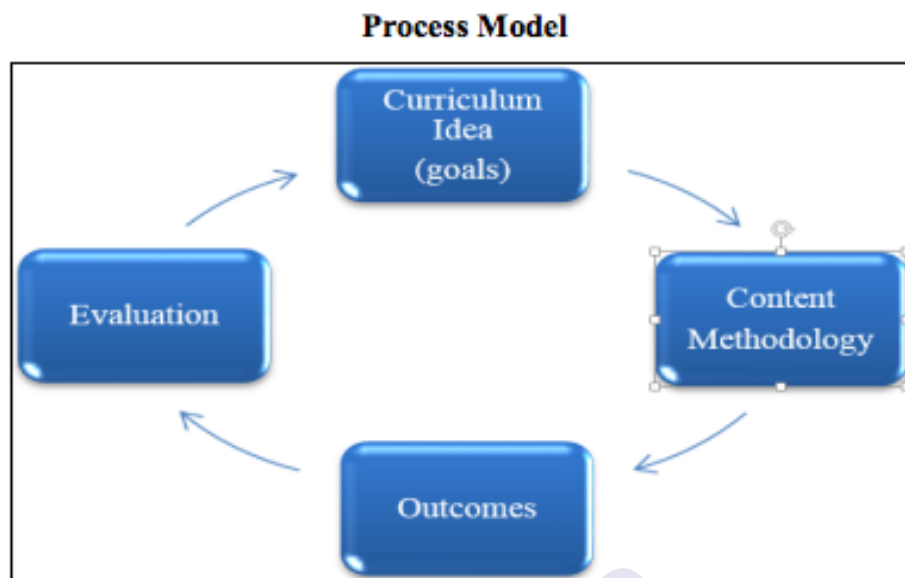 Process Model
Curriculum
Idea
(goals)
Content
Methodology
Outcomes
Evaluation